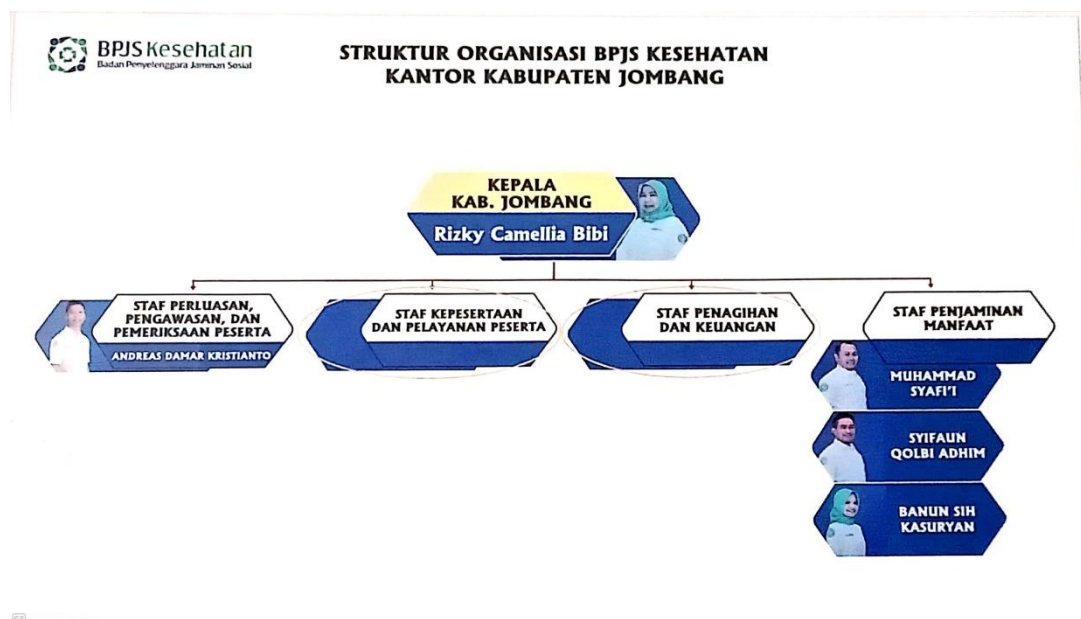 BPJS Kesehatan
Badan Penyelenggara Jaminan Sosial
STRUKTUR ORGANISASI BPJS KESEHATAN
KANTOR KABUPATEN JOMBANG
KEPALA
KAB. JOMBANG
Rizky Camellia Bibi
STAF PERLUASAN,
PENGAWASAN, DAN
PEMERIKSAAN PESERTA
ANDREAS DAMAR KRISTIANTO
STAF KEPESERTAAN
DAN PELAYANAN PESERTA
STAF PENAGIHAN
DAN KEUANGAN
STAF PENJAMINAN
MANFAAT
MUHAMMAD
SYAFI'I
SYIFAUN
QOLBI ADHIM
BANUN SIH
KASURYAN